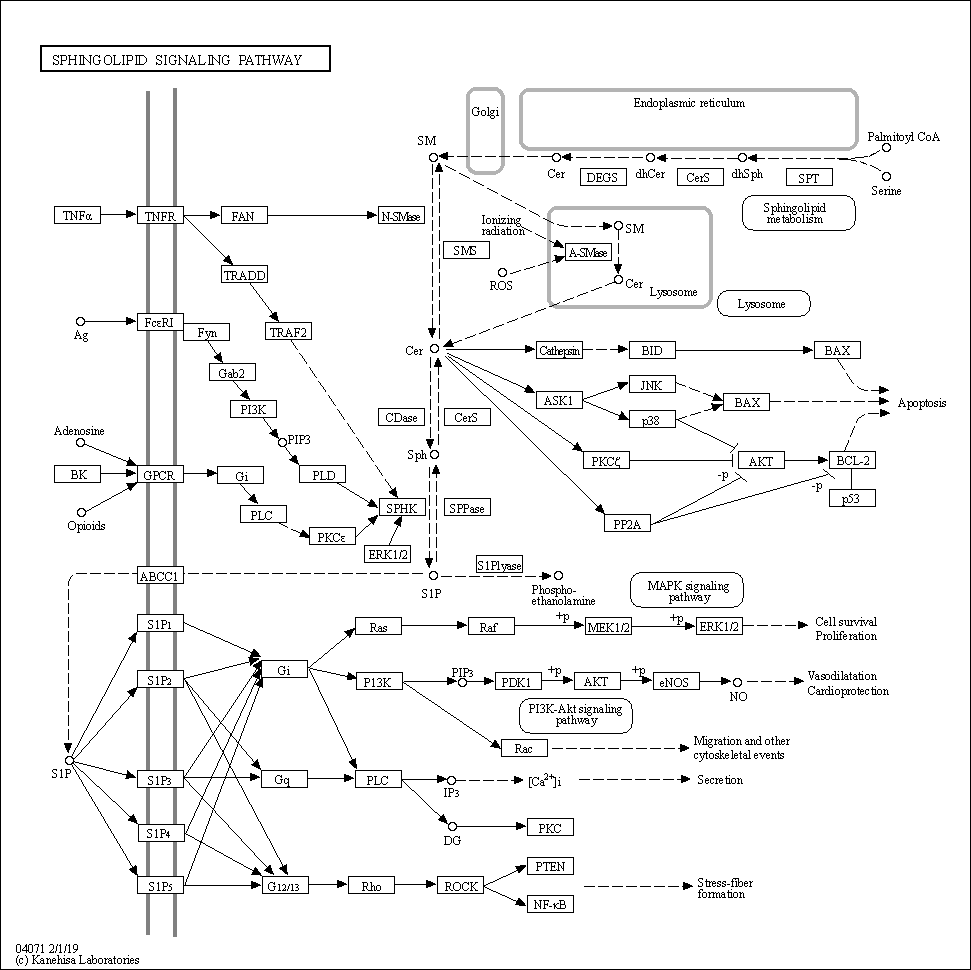 SPHINGOLIPID SIGNALING PATHWAY
Golgi
Endoplasmic reticulum
SM
Palmitoyl CoA
Cer
dhCer
dhSph
DEGS
CerS
SPT
Serine
Sphingolipid
metabolism
TNFα
TNFR
FAN
N-SMase
Ionizing
radiation
SM
SMS
A-SMase
TRADD
ROS
Cer
Lysosome
Lysosome
FcεRI
Ag
Fyn
TRAF2
Cer
Cathepsin
BID
BAX
Gab2
JNK
ASK1
BAX
Apoptosis
PI3K
CDase
CerS
p38
Adenosine
PIP3
Sph
BK
GPCR
Gi
PLD
PKCζ
AKT
BCL-2
-p
-p
p53
Opioids
PLC
SPHK
SPPase
PP2A
PKCε
ERK1/2
S1Plyase
ABCC1
S1P
Phospho-
ethanolamine
MAPK signaling
pathway
S1P1
Ras
Raf
+p
MEK1/2
+p
ERK1/2
Cell survival
Proliferation
S1P2
Gi
P13K
PIP3
PDK1
+p
AKT
+p
eNOS
NO
Vasodilatation
Cardioprotection
PI3K-Akt signaling
pathway
Rac
Migration and other
cytoskeletal events
S1P
S1P3
Gq
PLC
IP3
[Ca2+]i
Secretion
S1P4
DG
PKC
S1P5
G12/13
Rho
ROCK
PTEN
NF-κB
Stress-fiber
formation
04071 2/1/19
(c) Kanehisa Laboratories